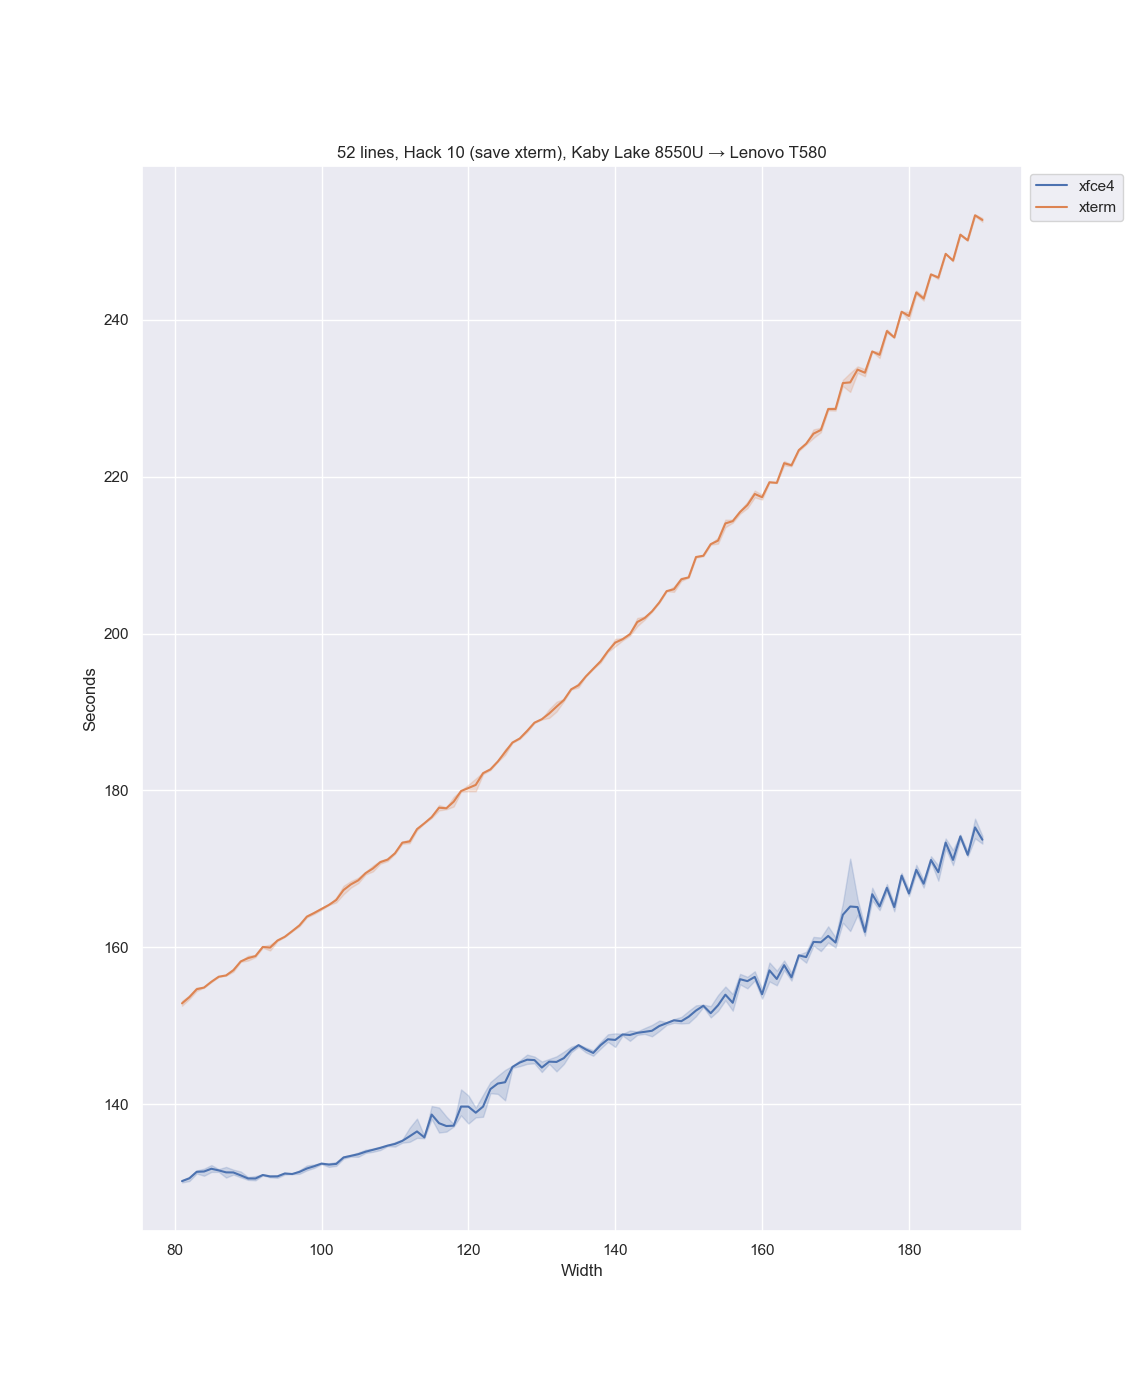 52 lines, Hack 10 (save xterm), Kaby Lake 8550U → Lenovo T580
xfce4
xterm
240
220
200
180
160
140
Seconds
80
100
120
140
160
180
Width